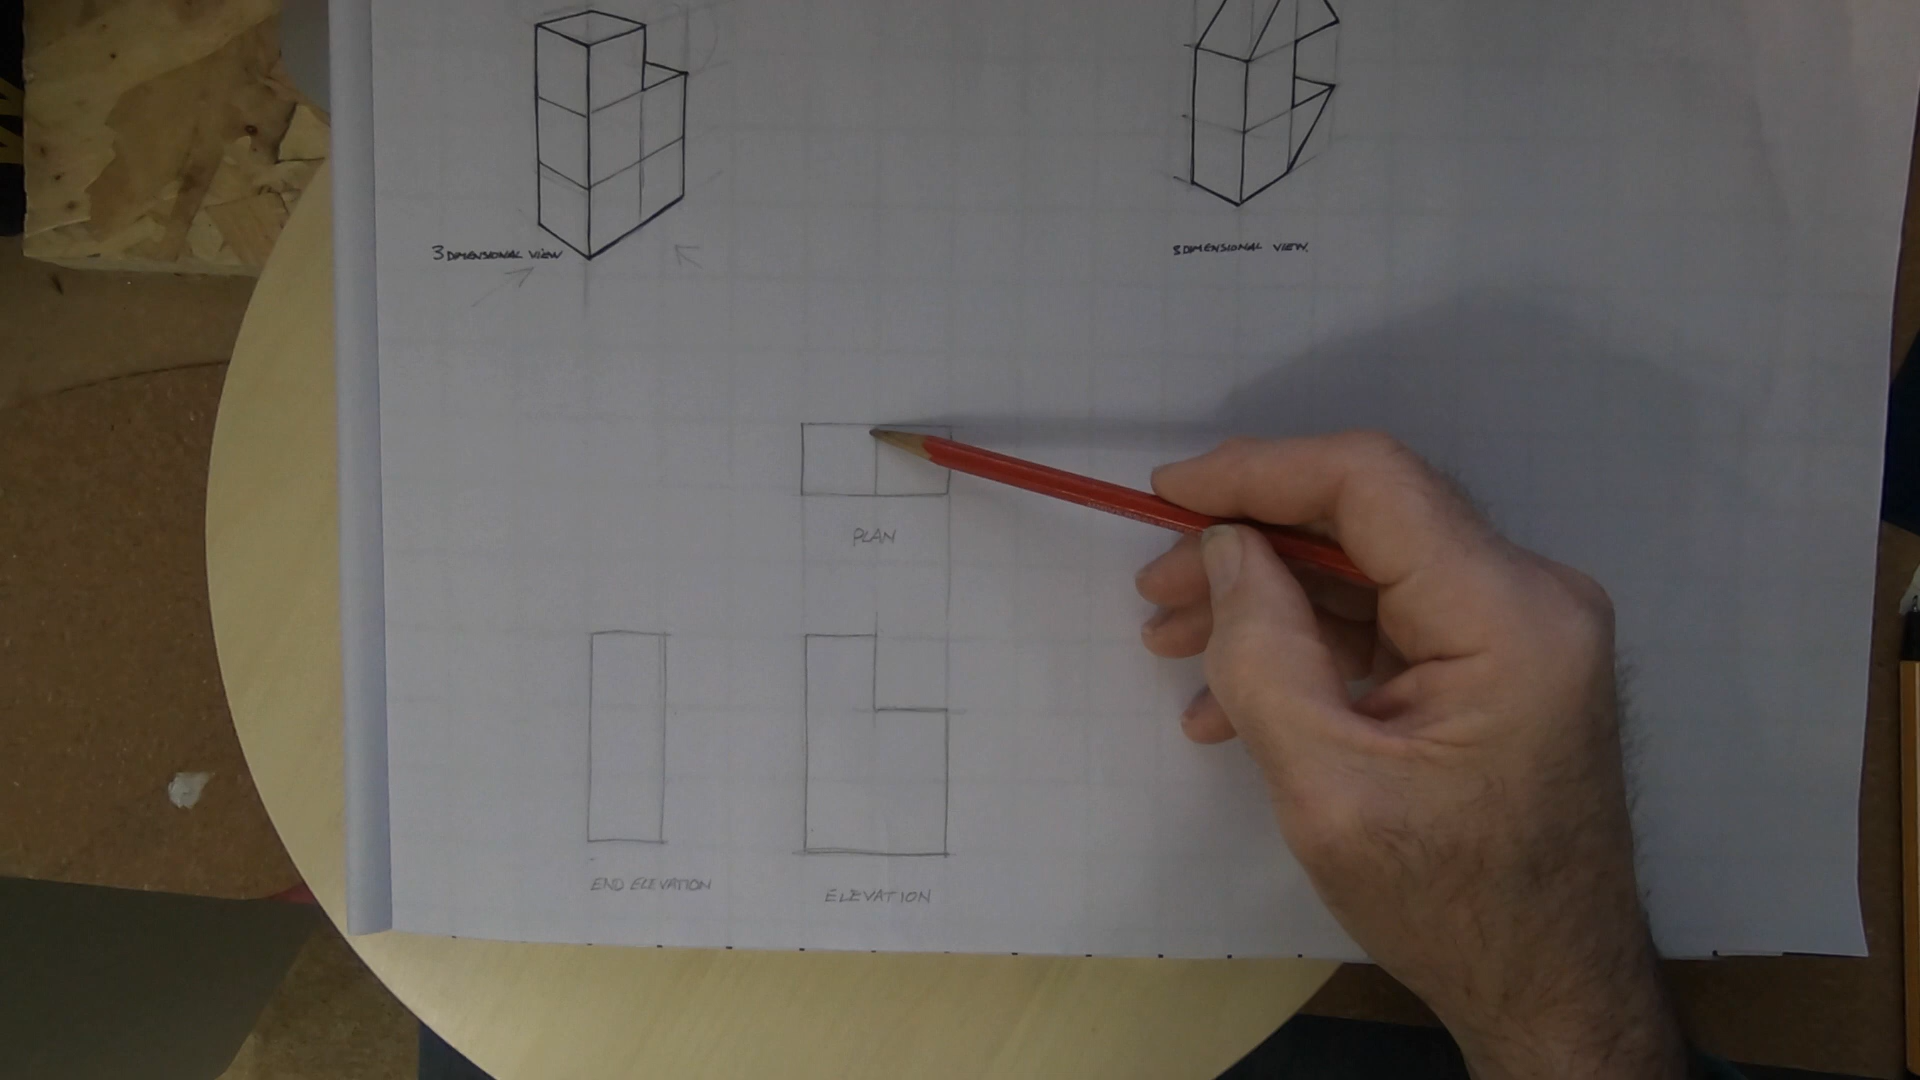 3 DIMENSIONAL VIEW
3 DIMENSIONAL VIEW.
PLAN
END ELEVATION
ELEVATION